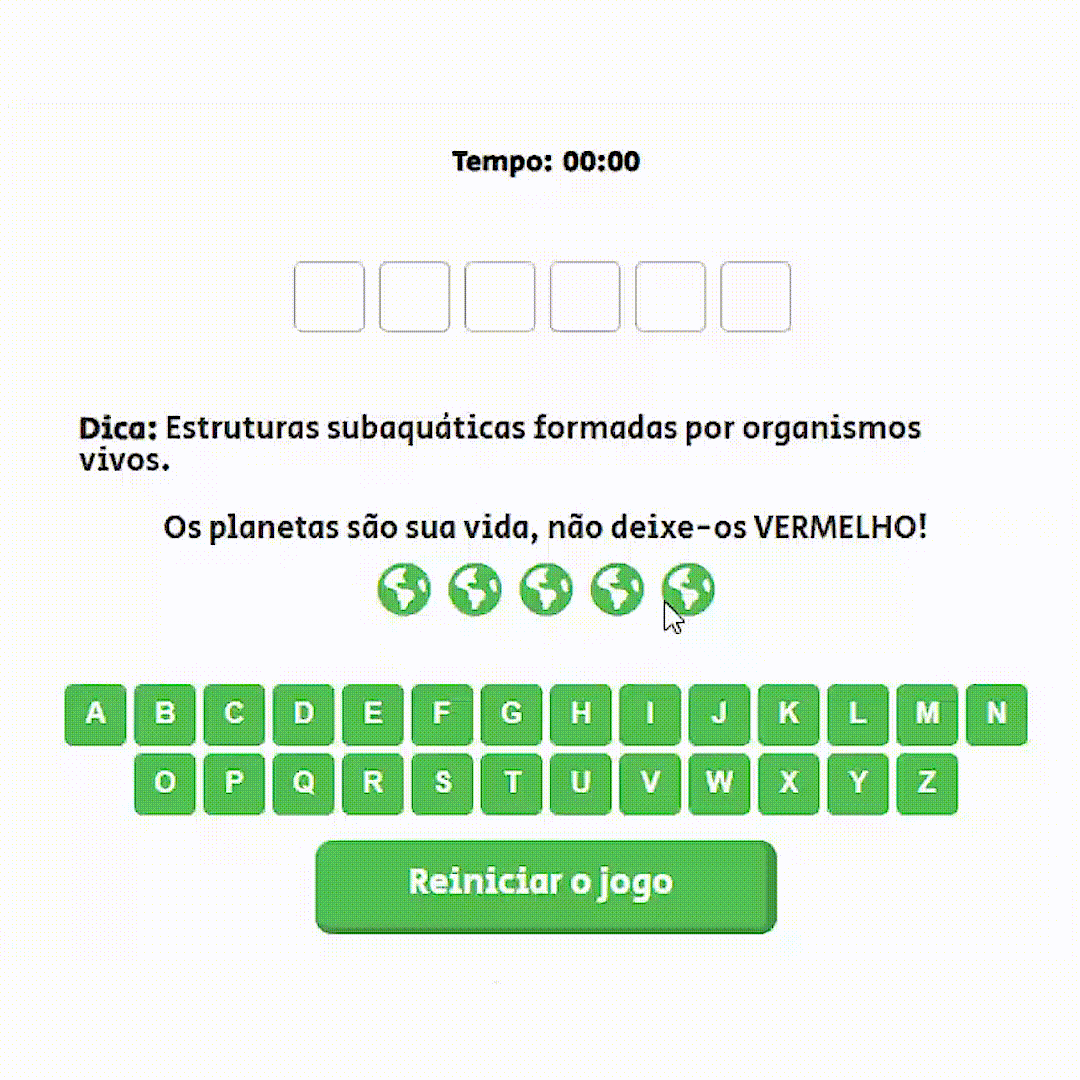 Tempo: 00:00
Dica: Estruturas subaquáticas formadas por organismos
vivos.
Os planetas são sua vida, não deixe-os VERMELHO!
A B C D E F G H I J K L M N
O P Q R S T U V W X Y Z
Reiniciar o jogo